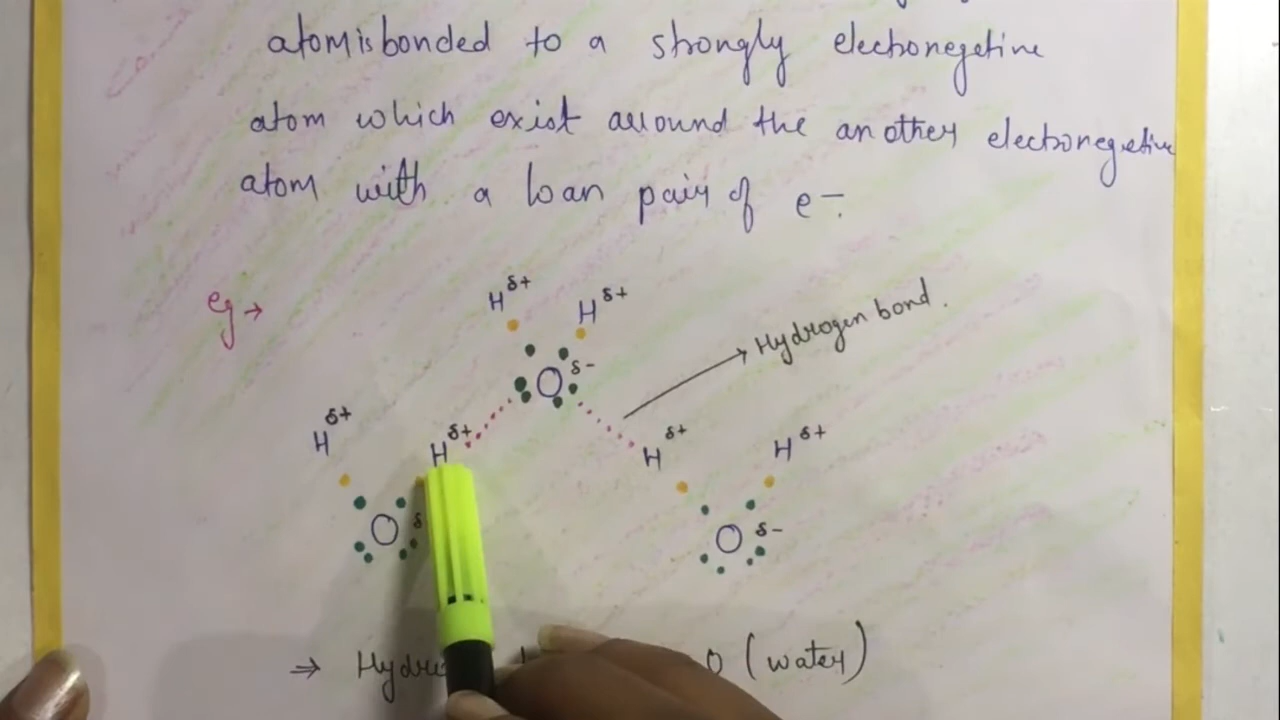 atom is bonded to a strongly electronegetive
atom which exist around the another electronegetive
atom with a loan pair of e-.
eg →
H δ+ H δ+
O δ-
Hydrogen bond.
H δ+ H δ+ H δ+ H δ+
O δ O δ-
⇒ O (water)